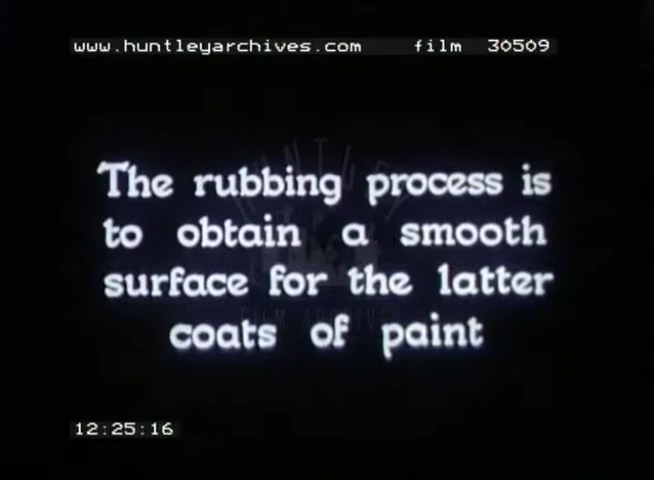 www.huntleyarchives.com film 30509
The rubbing process is
to obtain a smooth
surface for the latter
coats of paint
12:25:16